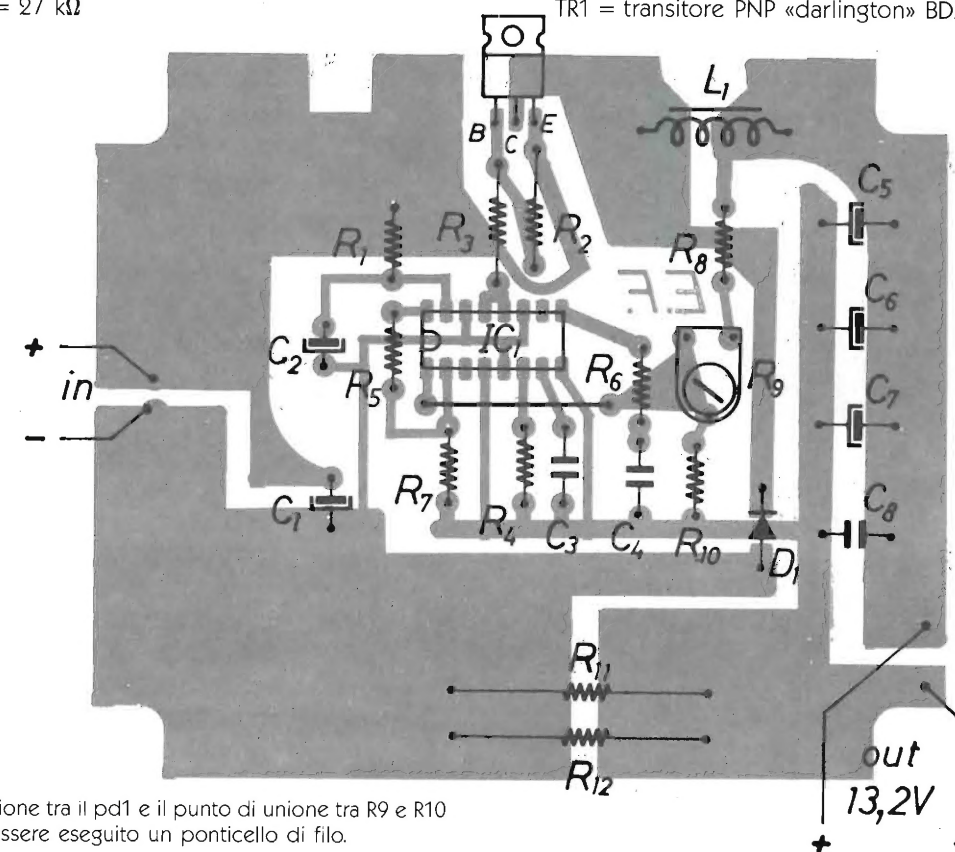 = 27 kΩ
TR1 = transitore PNP «darlington» BD
L1
B C E
C5
R1 R3 R2 R8
C6
C2 IC1
+
in
R5 R6 R9
C7
−
R7 R4 C3 C4 R10 D1
C1
C8
R11
R12
out
13,2V
+
ione tra il pd1 e il punto di unione tra R9 e R10
ssere eseguito un ponticello di filo.